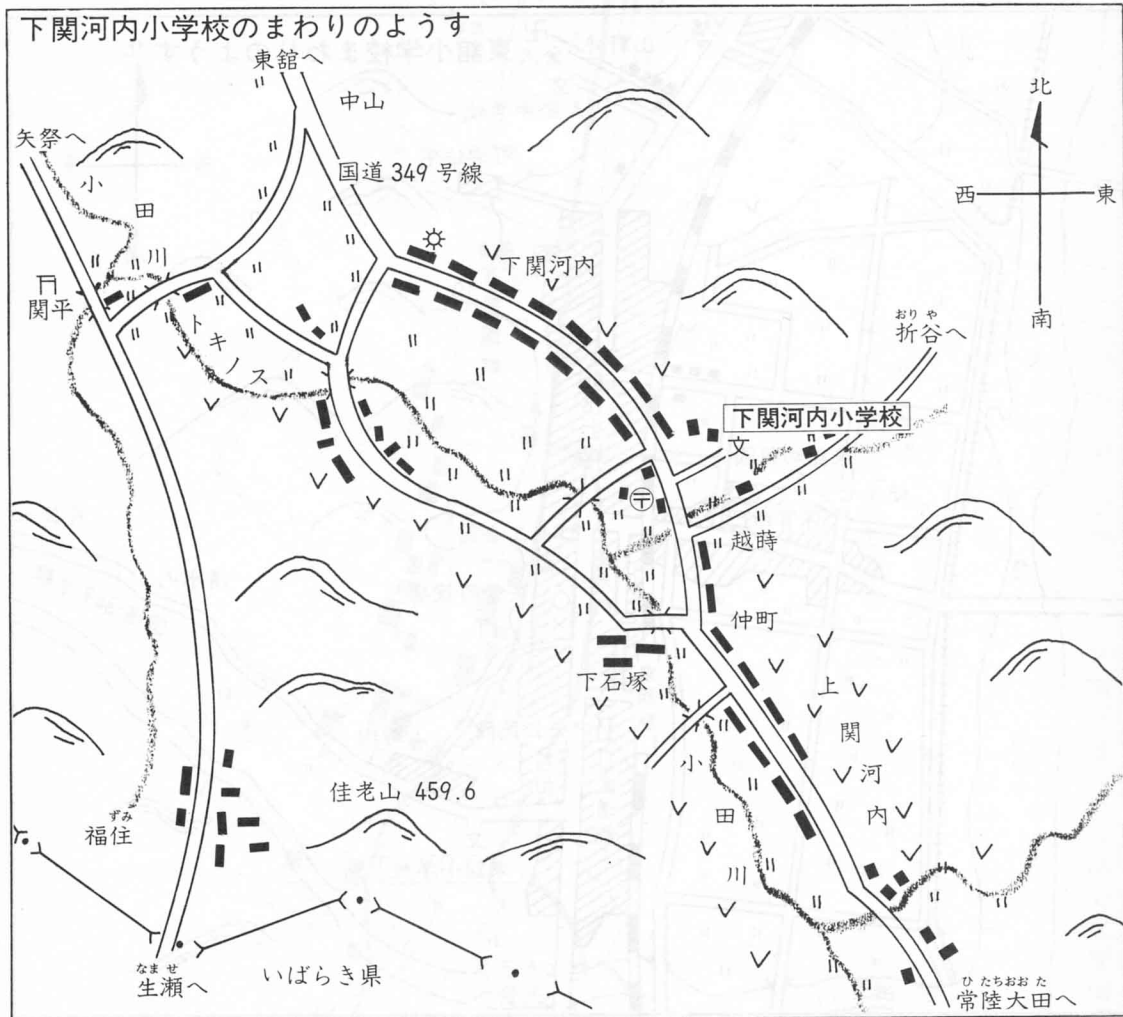 下関河内小学校のまわりのようす
東舘へ
中山
矢祭へ
国道349号線
小田川
北
西
東
南
関平
トキノス
下関河内
おりや
折谷へ
下関河内小学校
文
〒
越蒔
仲町
下石塚
上関河内
小田川
佳老山 459.6
ずみ
福住
なませ
生瀬へ
いばらき県
ひたちおおた
常陸大田へ